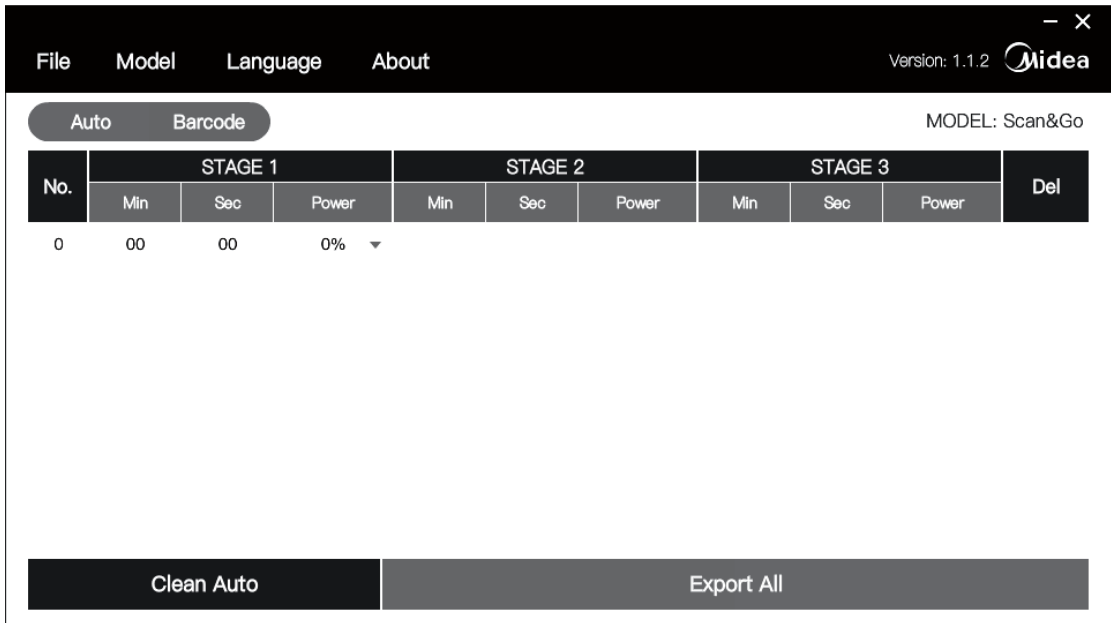 File Model Language About Version: 1.1.2 Midea
Auto Barcode MODEL: Scan&Go
No. STAGE 1 STAGE 2 STAGE 3 Del
Min Sec Power Min Sec Power Min Sec Power
0 00 00 0%
Clean Auto Export All